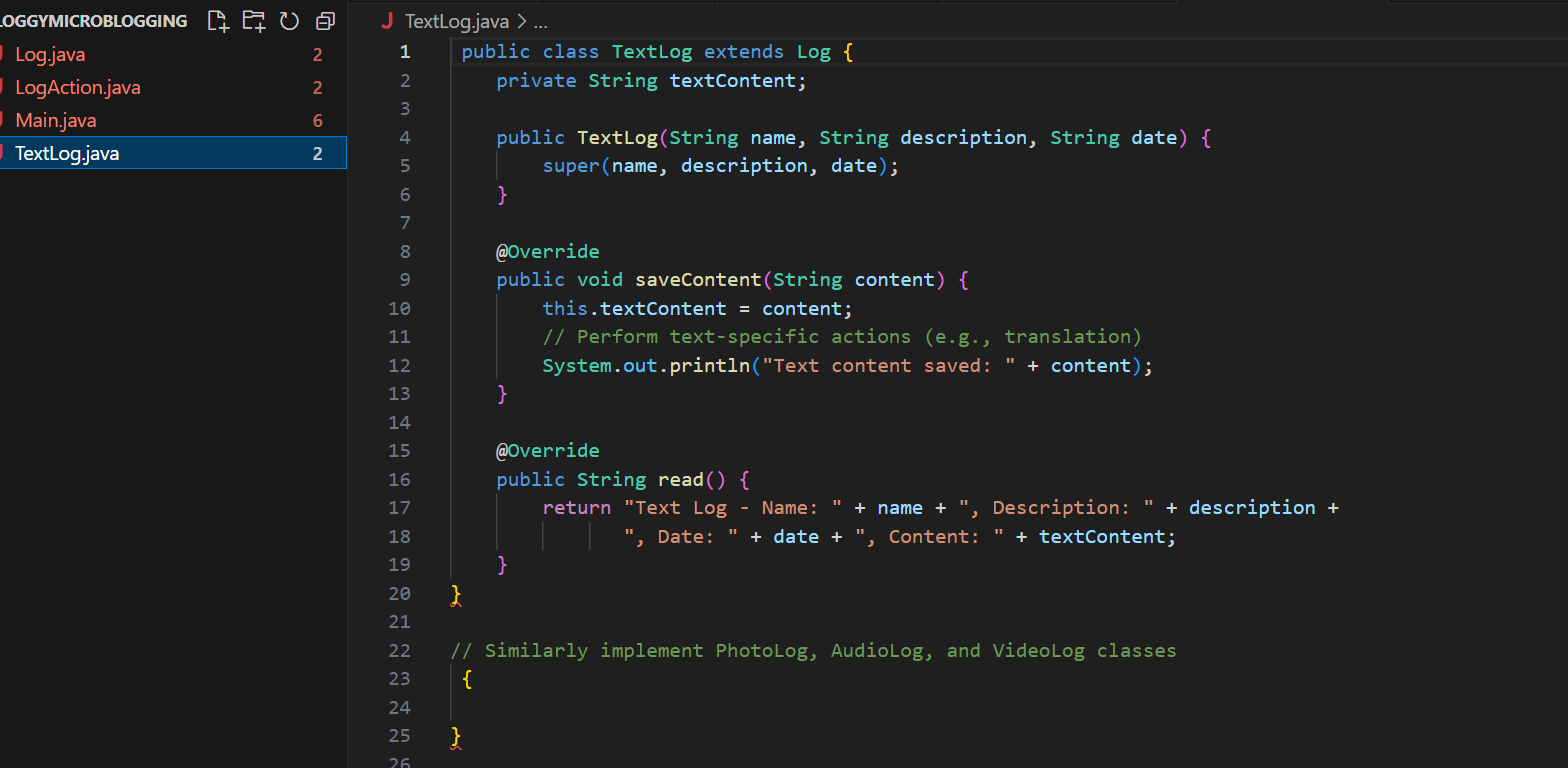 LOGGYMICROBLOGGING
Log.java 2
LogAction.java 2
Main.java 6
TextLog.java 2
J TextLog.java > ...
1 public class TextLog extends Log {
2 private String textContent;
3
4 public TextLog(String name, String description, String date) {
5 super(name, description, date);
6 }
7
8 @Override
9 public void saveContent(String content) {
10 this.textContent = content;
11 // Perform text-specific actions (e.g., translation)
12 System.out.println("Text content saved: " + content);
13 }
14
15 @Override
16 public String read() {
17 return "Text Log - Name: " + name + ", Description: " + description +
18 ", Date: " + date + ", Content: " + textContent;
19 }
20 }
21
22 // Similarly implement PhotoLog, AudioLog, and VideoLog classes
23 {
24
25 }
26